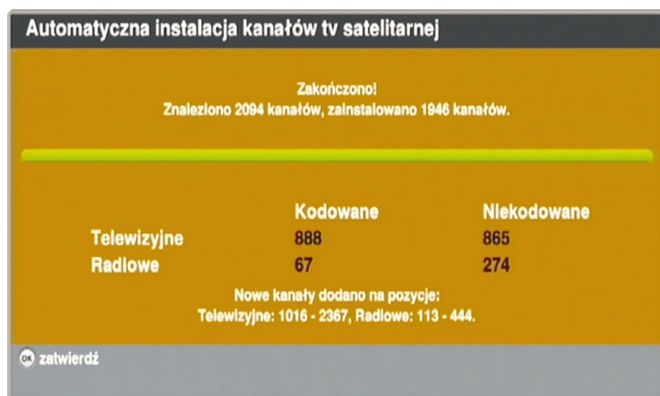 Automatyczna instalacja kanałów tv satelitarnej
Zakończono!
Znaleziono 2094 kanałów, zainstalowano 1946 kanałów.
Kodowane Niekodowane
Telewizyjne 888 865
Radiowe 67 274
Nowe kanały dodano na pozycje:
Telewizyjne: 1016 - 2367, Radiowe: 113 - 444.
OK zatwierdź